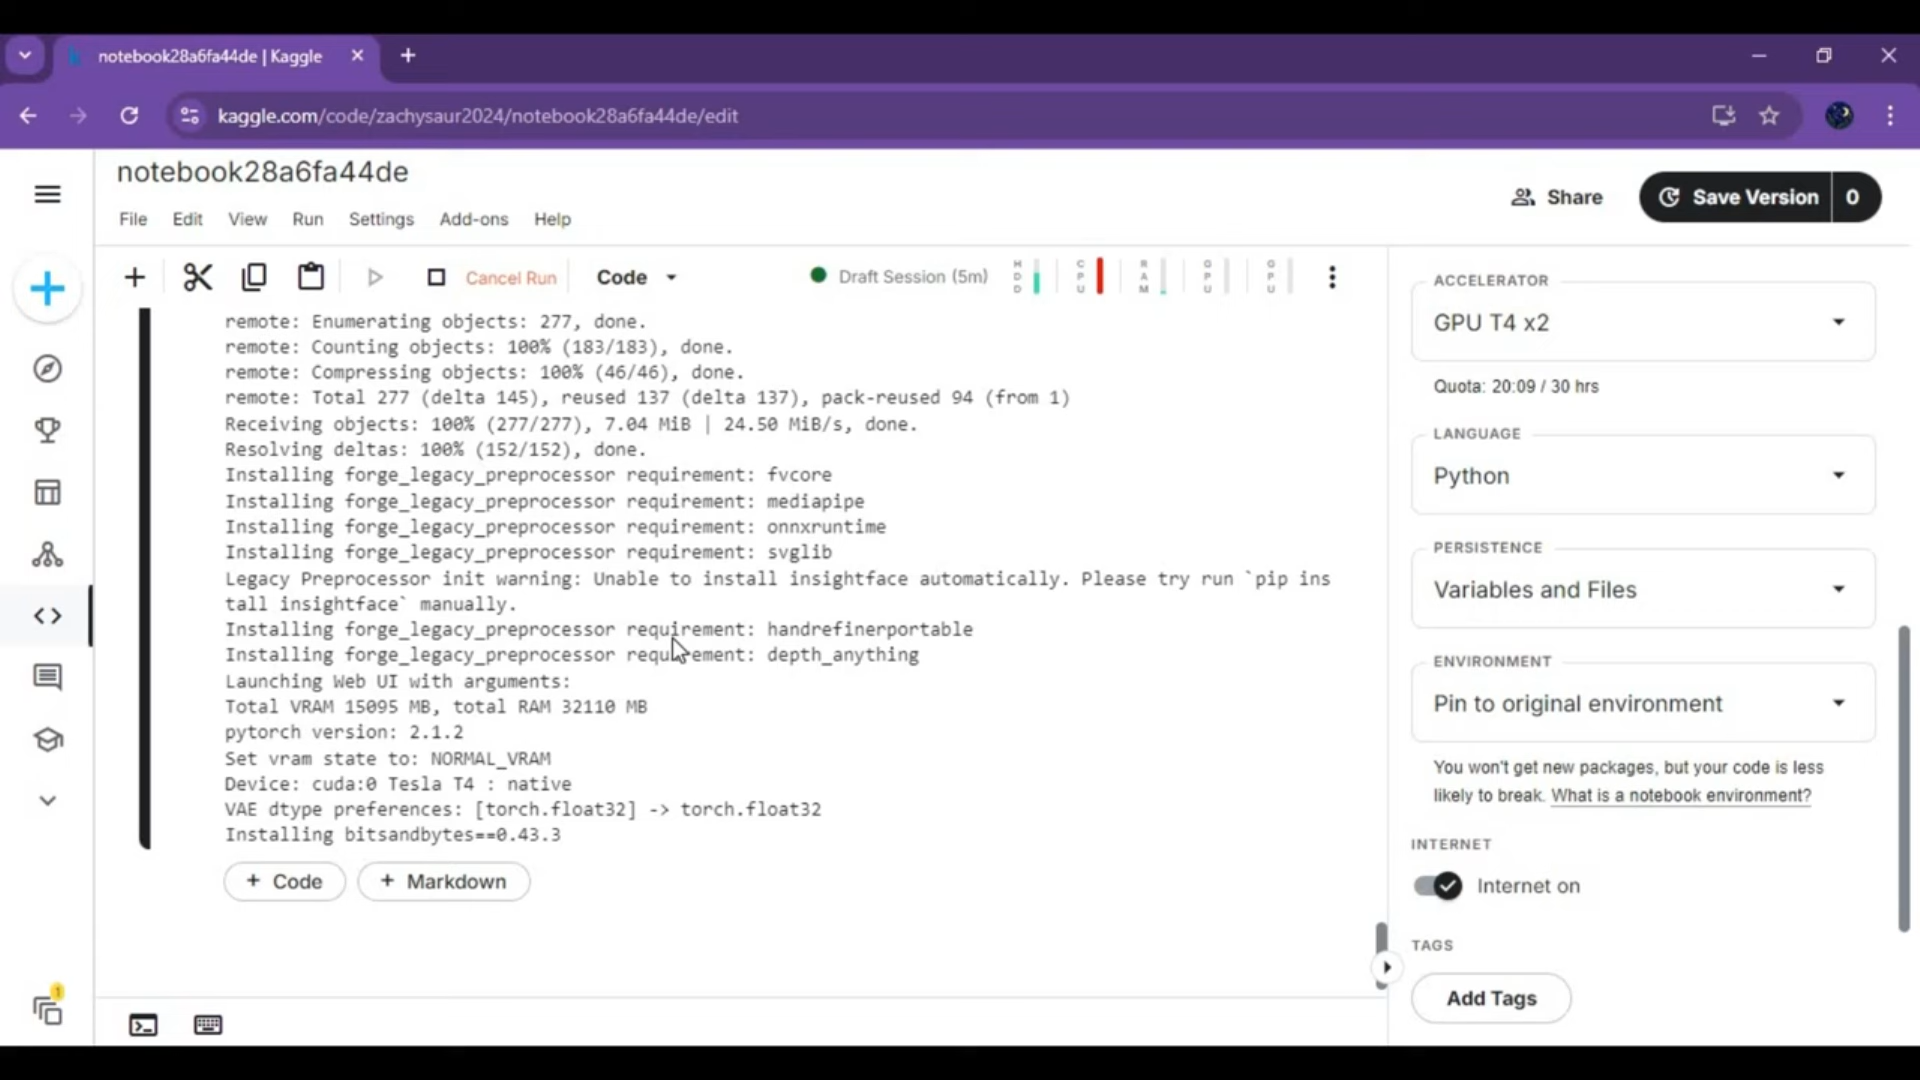 notebook28a6fa44de | Kaggle
kaggle.com/code/zachysaur2024/notebook28a6fa44de/edit
notebook28a6fa44de
File Edit View Run Settings Add-ons Help
Share
Save Version 0
Cancel Run
Code
Draft Session (5m)
HDD CPU RAM GPU GPU
remote: Enumerating objects: 277, done.
remote: Counting objects: 100% (183/183), done.
remote: Compressing objects: 100% (46/46), done.
remote: Total 277 (delta 145), reused 137 (delta 137), pack-reused 94 (from 1)
Receiving objects: 100% (277/277), 7.04 MiB | 24.50 MiB/s, done.
Resolving deltas: 100% (152/152), done.
Installing forge_legacy_preprocessor requirement: fvcore
Installing forge_legacy_preprocessor requirement: mediapipe
Installing forge_legacy_preprocessor requirement: onnxruntime
Installing forge_legacy_preprocessor requirement: svglib
Legacy Preprocessor init warning: Unable to install insightface automatically. Please try run `pip ins
tall insightface` manually.
Installing forge_legacy_preprocessor requirement: handrefinerportable
Installing forge_legacy_preprocessor requirement: depth_anything
Launching Web UI with arguments:
Total VRAM 15095 MB, total RAM 32110 MB
pytorch version: 2.1.2
Set vram state to: NORMAL_VRAM
Device: cuda:0 Tesla T4 : native
VAE dtype preferences: [torch.float32] -> torch.float32
Installing bitsandbytes==0.43.3
+ Code
+ Markdown
ACCELERATOR
GPU T4 x2
Quota: 20:09 / 30 hrs
LANGUAGE
Python
PERSISTENCE
Variables and Files
ENVIRONMENT
Pin to original environment
You won't get new packages, but your code is less
likely to break. What is a notebook environment?
INTERNET
Internet on
TAGS
Add Tags
1